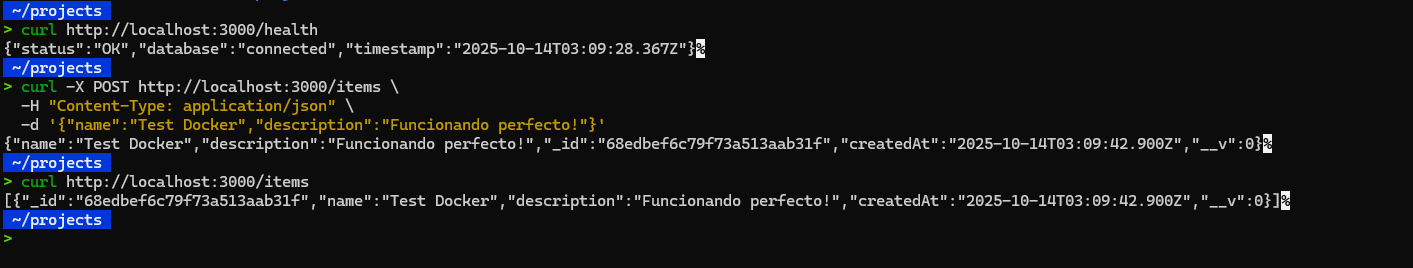 ~/projects
> curl http://localhost:3000/health
{"status":"OK","database":"connected","timestamp":"2025-10-14T03:09:28.367Z"}%
~/projects
> curl -X POST http://localhost:3000/items \
  -H "Content-Type: application/json" \
  -d '{"name":"Test Docker","description":"Funcionando perfecto!"}'
{"name":"Test Docker","description":"Funcionando perfecto!","_id":"68edbef6c79f73a513aab31f","createdAt":"2025-10-14T03:09:42.900Z","__v":0}%
~/projects
> curl http://localhost:3000/items
[{"_id":"68edbef6c79f73a513aab31f","name":"Test Docker","description":"Funcionando perfecto!","createdAt":"2025-10-14T03:09:42.900Z","__v":0}]%
~/projects
>